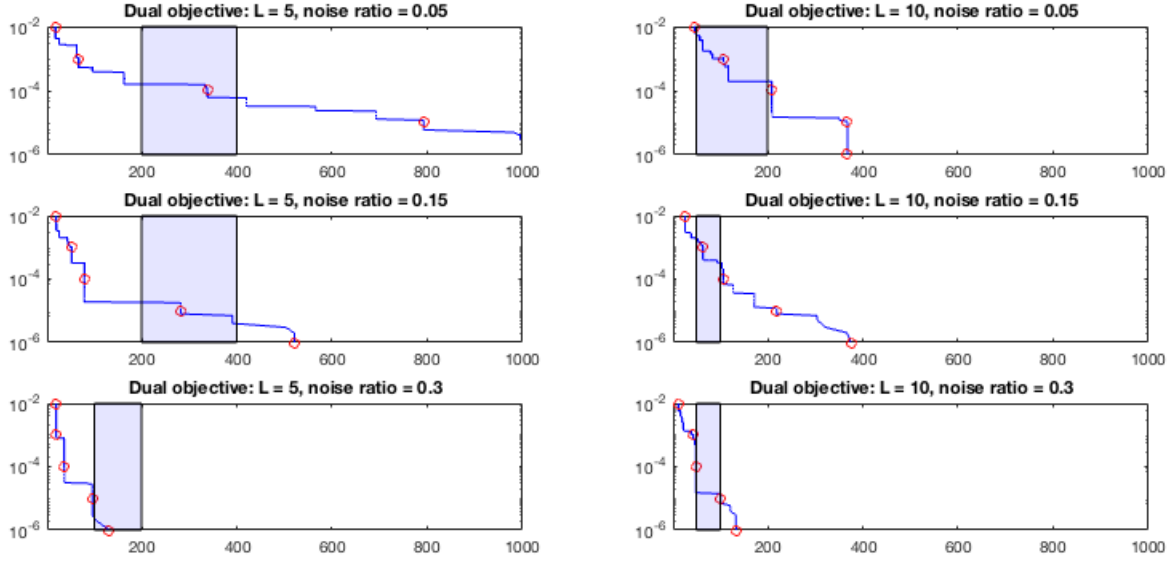 Dual objective: L = 5, noise ratio = 0.05
10^-2
10^-4
10^-6
200 400 600 800 1000
Dual objective: L = 10, noise ratio = 0.05
10^-2
10^-4
10^-6
200 400 600 800 1000
Dual objective: L = 5, noise ratio = 0.15
10^-2
10^-4
10^-6
200 400 600 800 1000
Dual objective: L = 10, noise ratio = 0.15
10^-2
10^-4
10^-6
200 400 600 800 1000
Dual objective: L = 5, noise ratio = 0.3
10^-2
10^-4
10^-6
200 400 600 800 1000
Dual objective: L = 10, noise ratio = 0.3
10^-2
10^-4
10^-6
200 400 600 800 1000